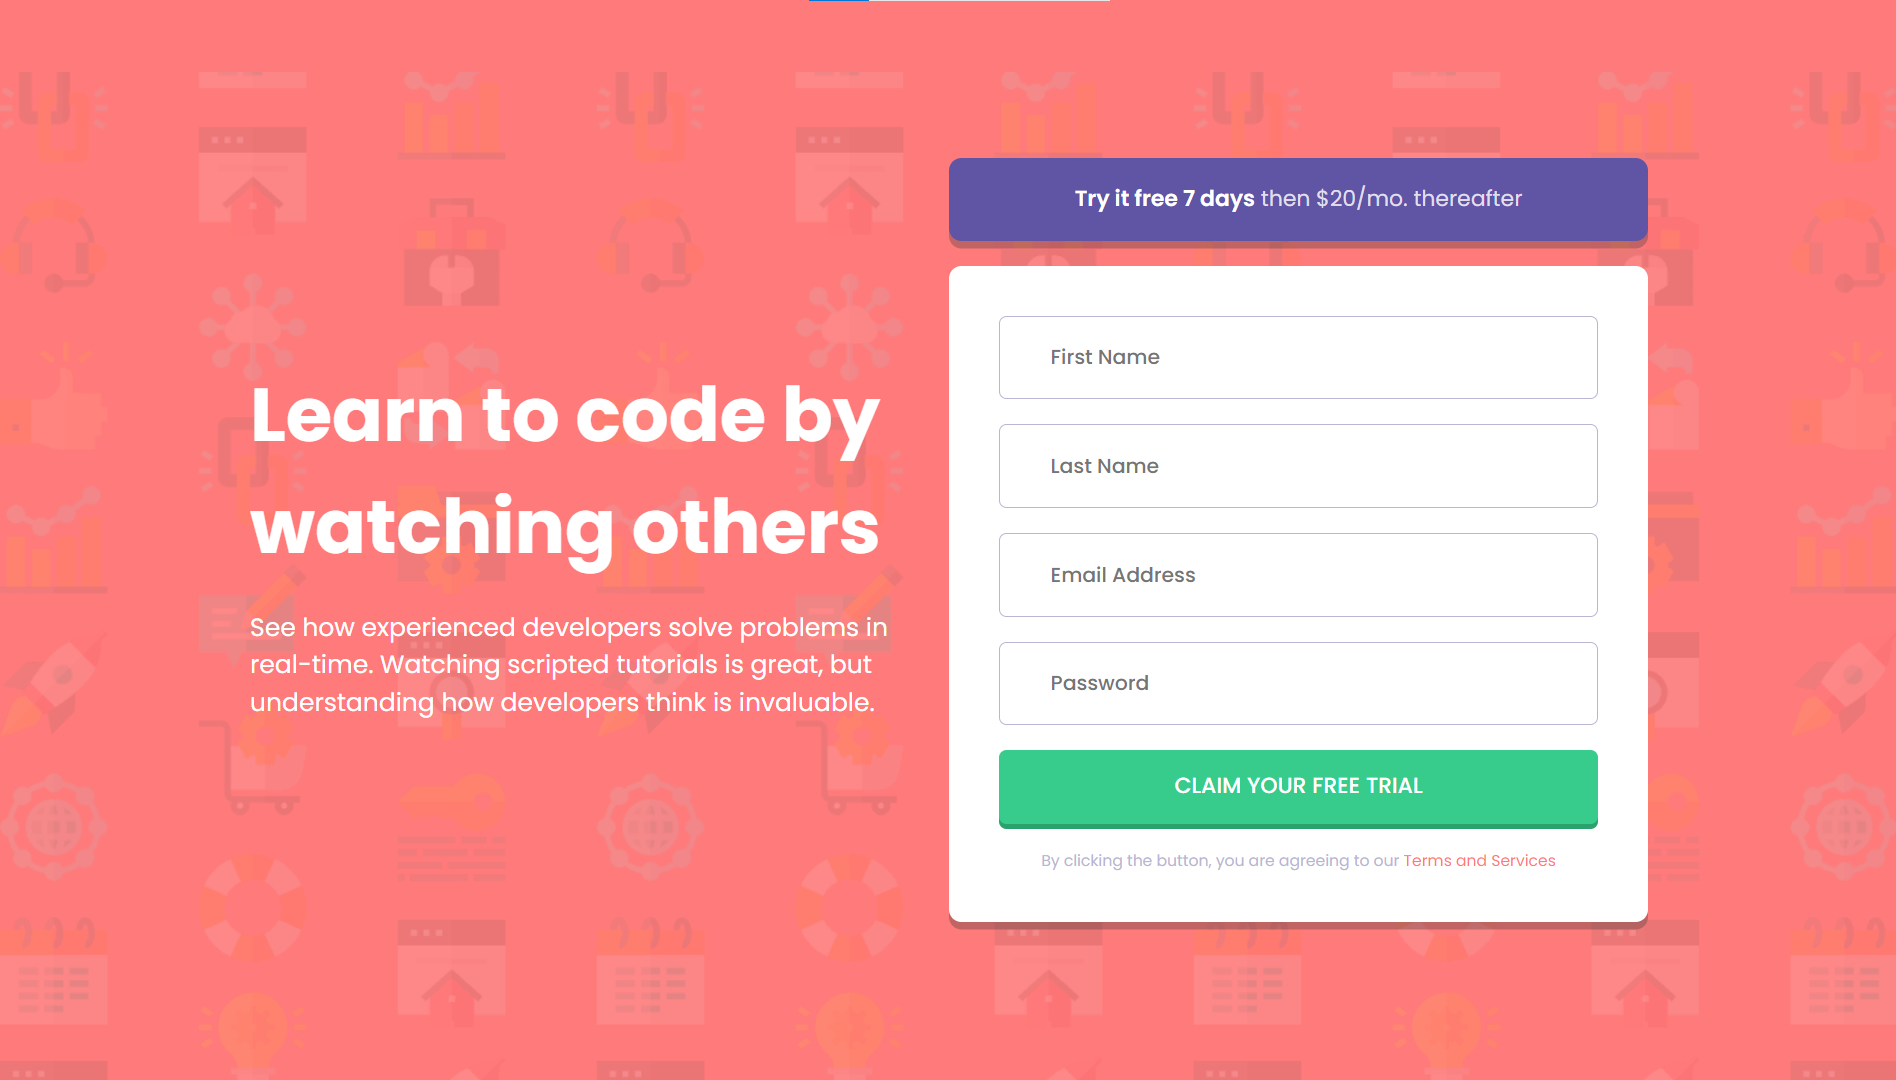 Learn to code by
watching others
See how experienced developers solve problems in
real-time. Watching scripted tutorials is great, but
understanding how developers think is invaluable.
Try it free 7 days then $20/mo. thereafter
First Name
Last Name
Email Address
Password
CLAIM YOUR FREE TRIAL
By clicking the button, you are agreeing to our Terms and Services